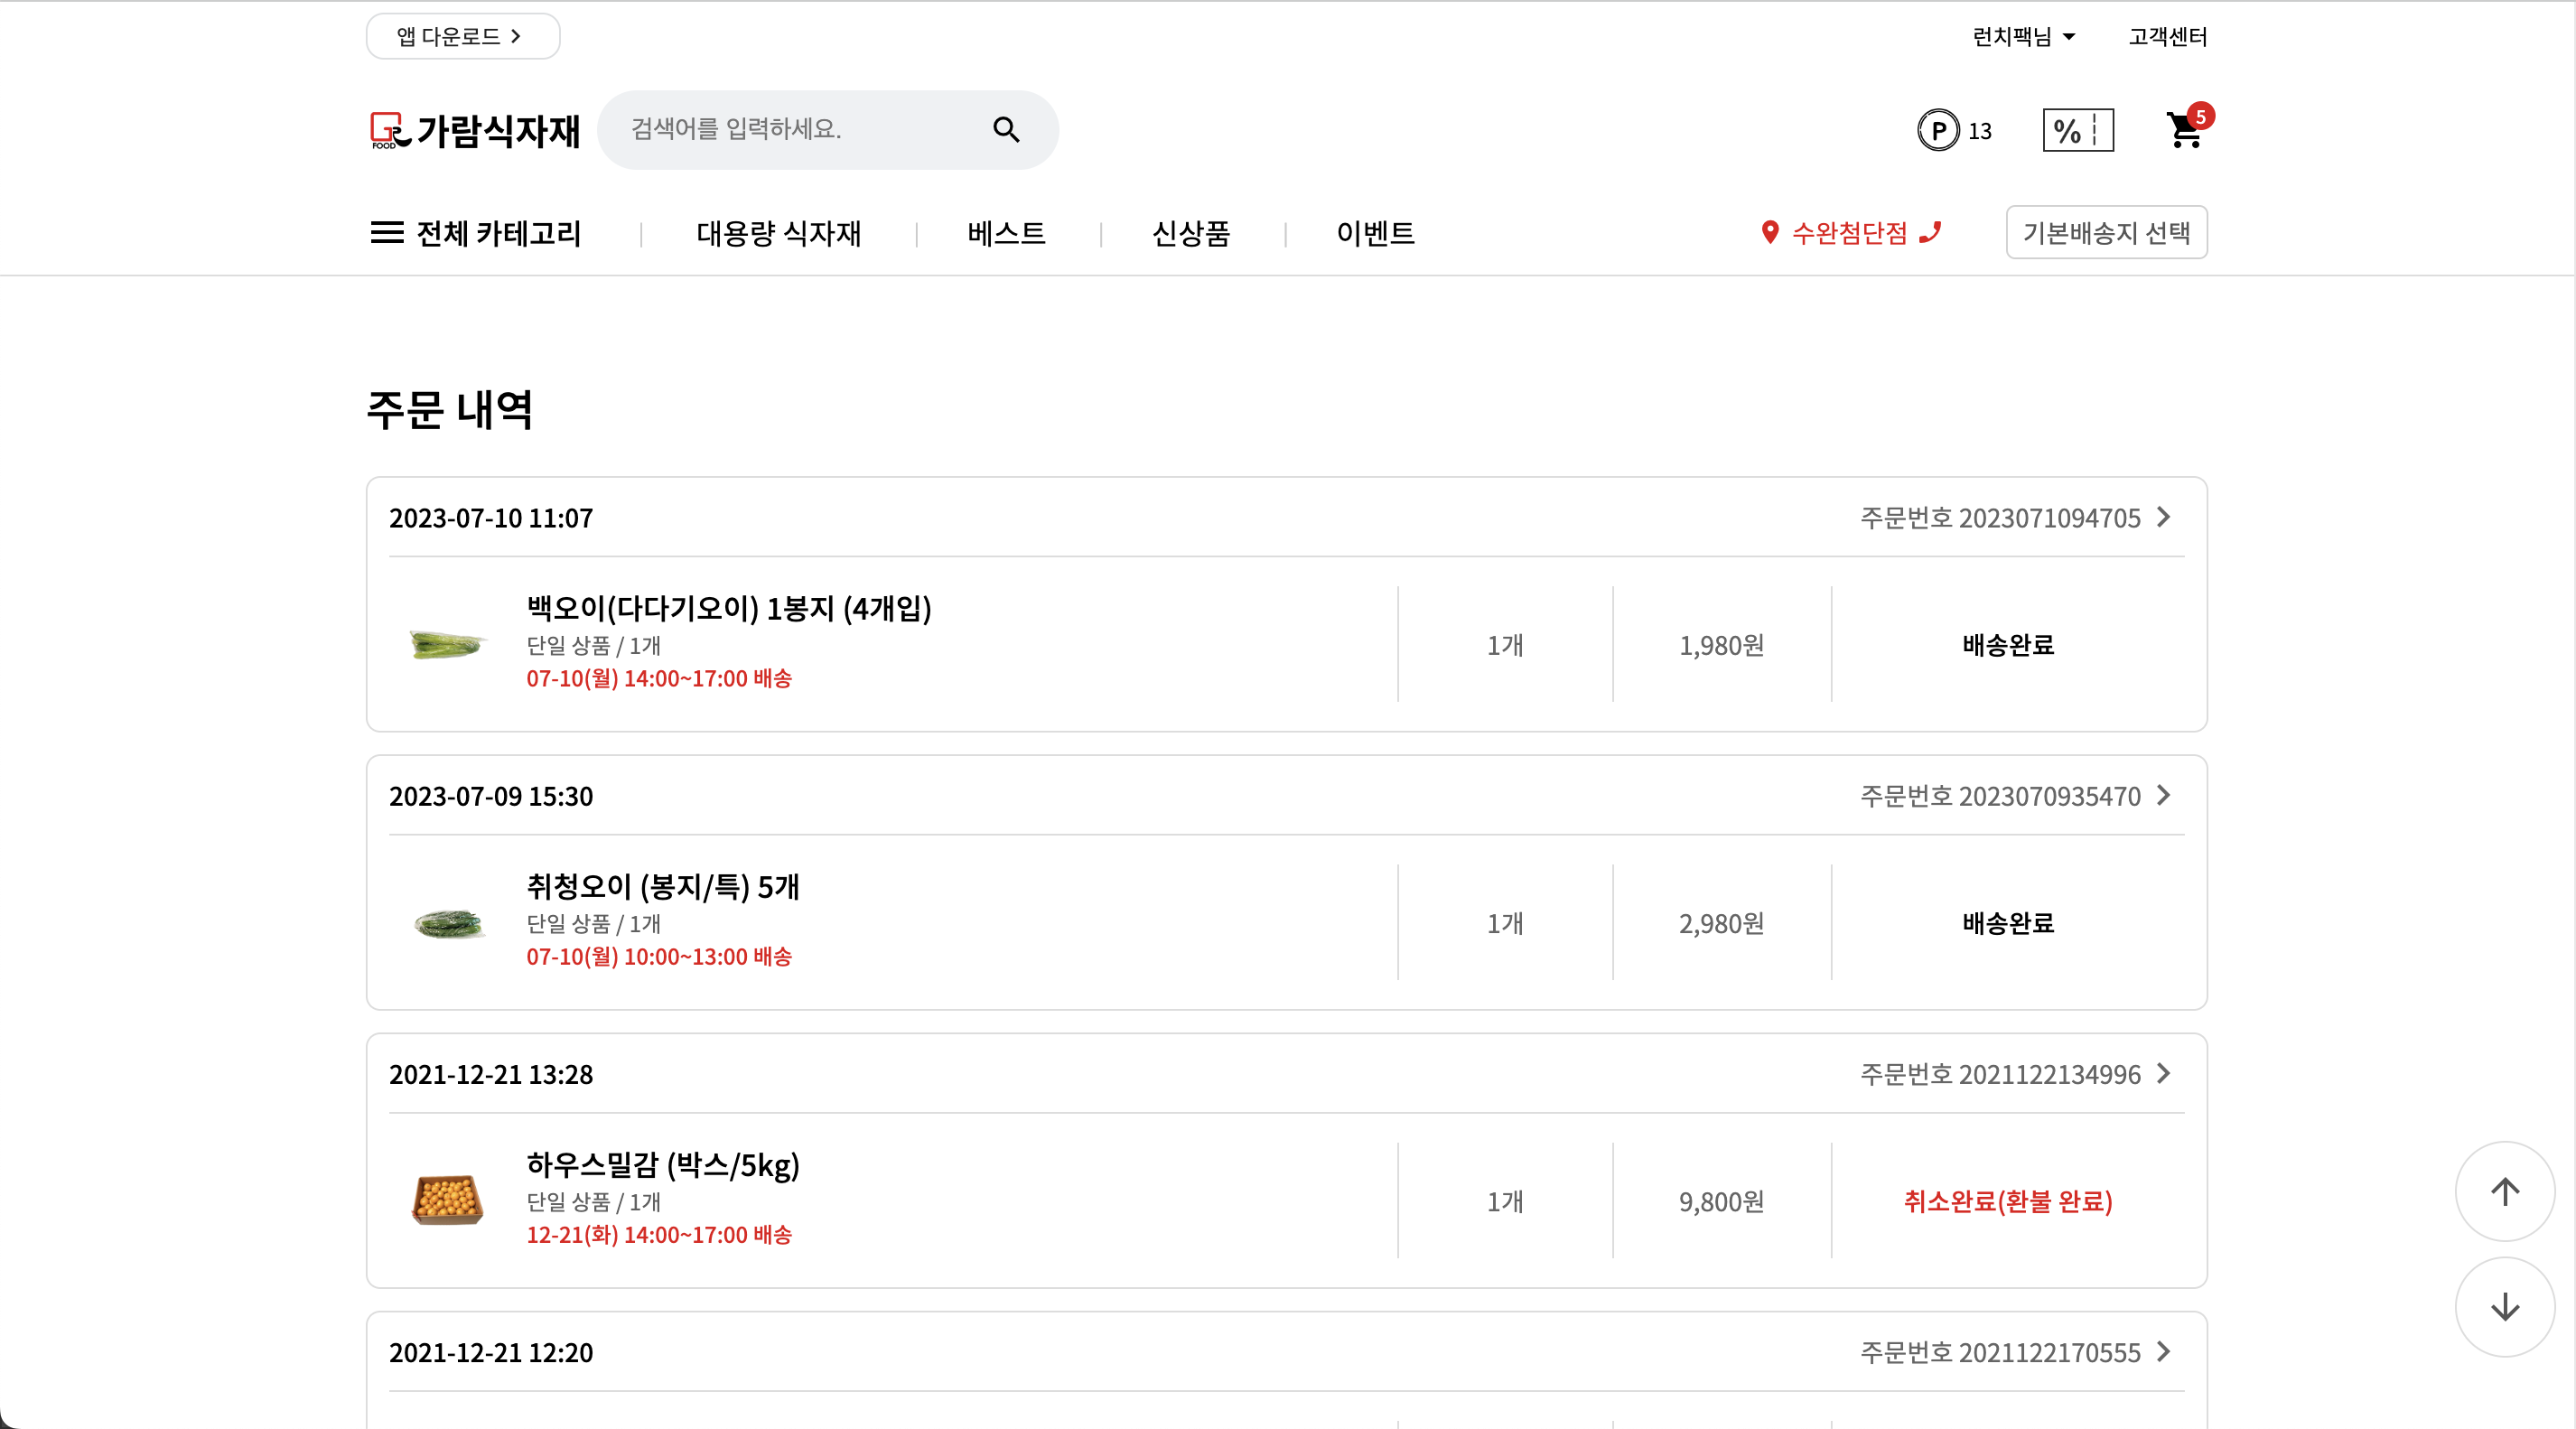 앱 다운로드
런치팩님
고객센터
FOOD
가람식자재
검색어를 입력하세요.
P 13
%
5
전체 카테고리
대용량 식자재
베스트
신상품
이벤트
수완첨단점
기본배송지 선택
주문 내역
2023-07-10 11:07
주문번호 2023071094705
백오이(다다기오이) 1봉지 (4개입)
단일 상품 / 1개
07-10(월) 14:00~17:00 배송
1개
1,980원
배송완료
2023-07-09 15:30
주문번호 2023070935470
취청오이 (봉지/특) 5개
단일 상품 / 1개
07-10(월) 10:00~13:00 배송
1개
2,980원
배송완료
2021-12-21 13:28
주문번호 2021122134996
하우스밀감 (박스/5kg)
단일 상품 / 1개
12-21(화) 14:00~17:00 배송
1개
9,800원
취소완료(환불 완료)
2021-12-21 12:20
주문번호 2021122170555